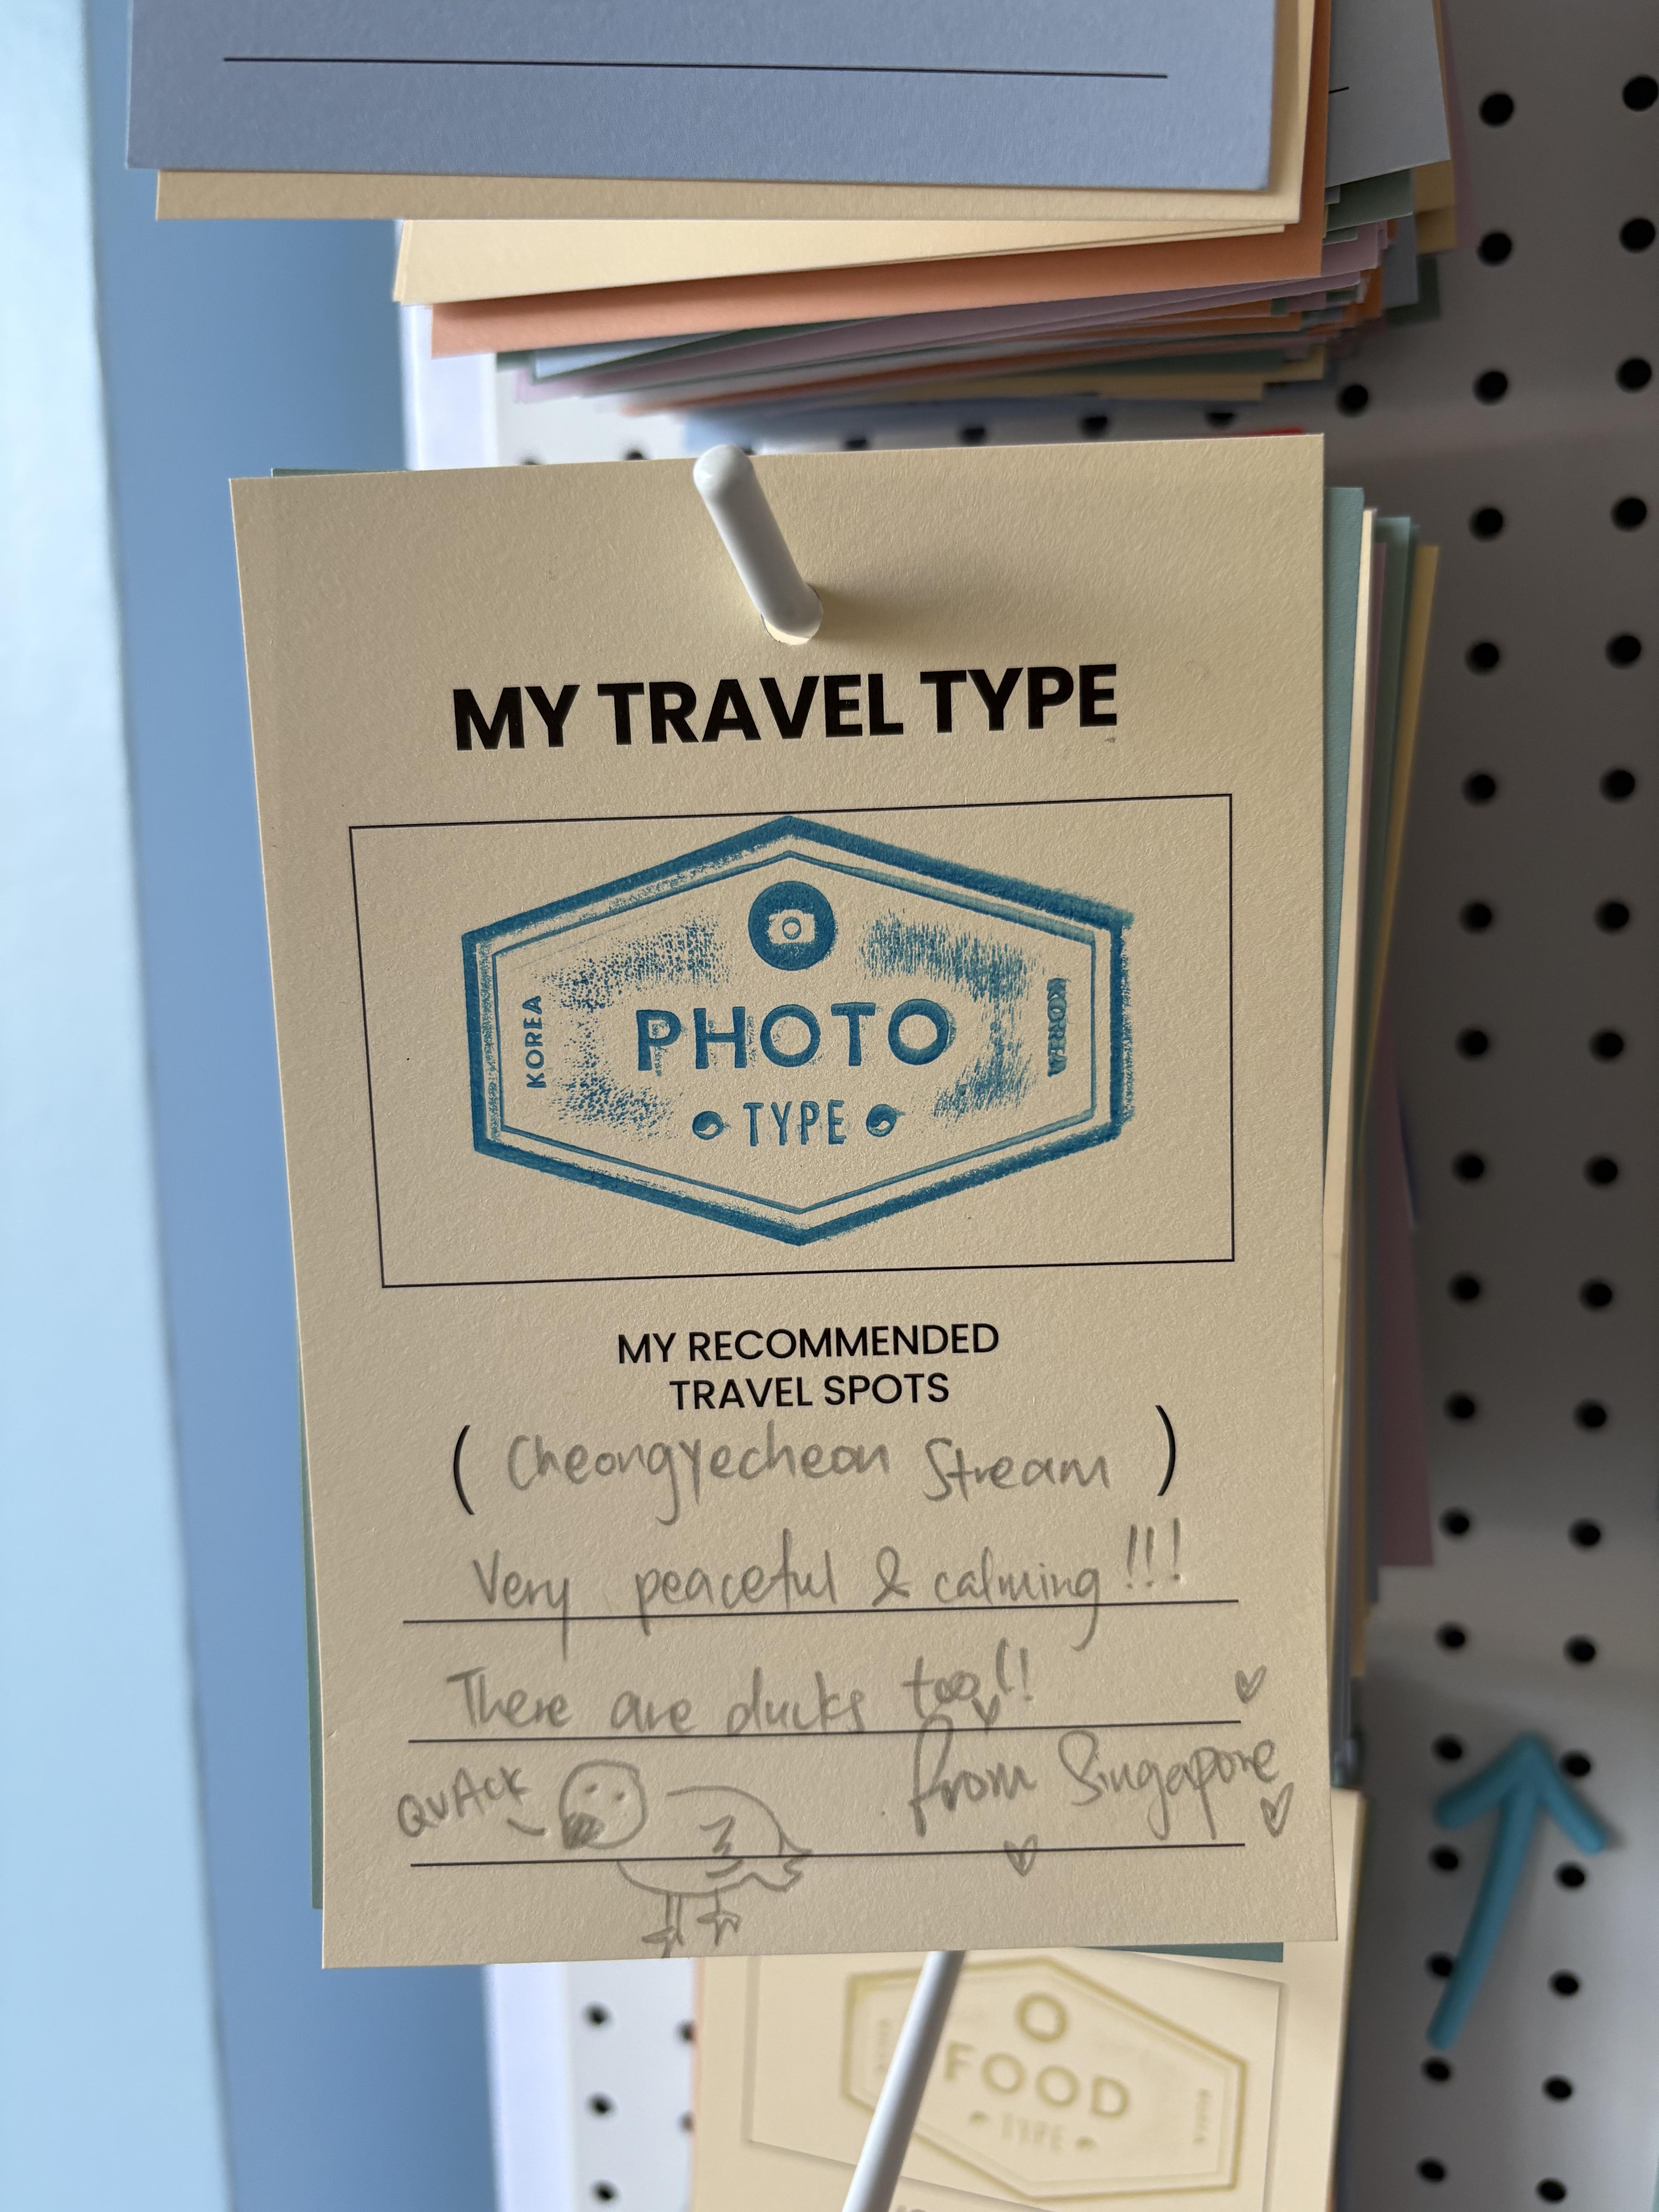 MY TRAVEL TYPE
KOREA
PHOTO
KOREA
TYPE
MY RECOMMENDED
TRAVEL SPOTS
( CheongYecheon Stream )
Very peaceful & calming!!!
There are ducks too!!
QUACK
from Singapore
FOOD
TYPE